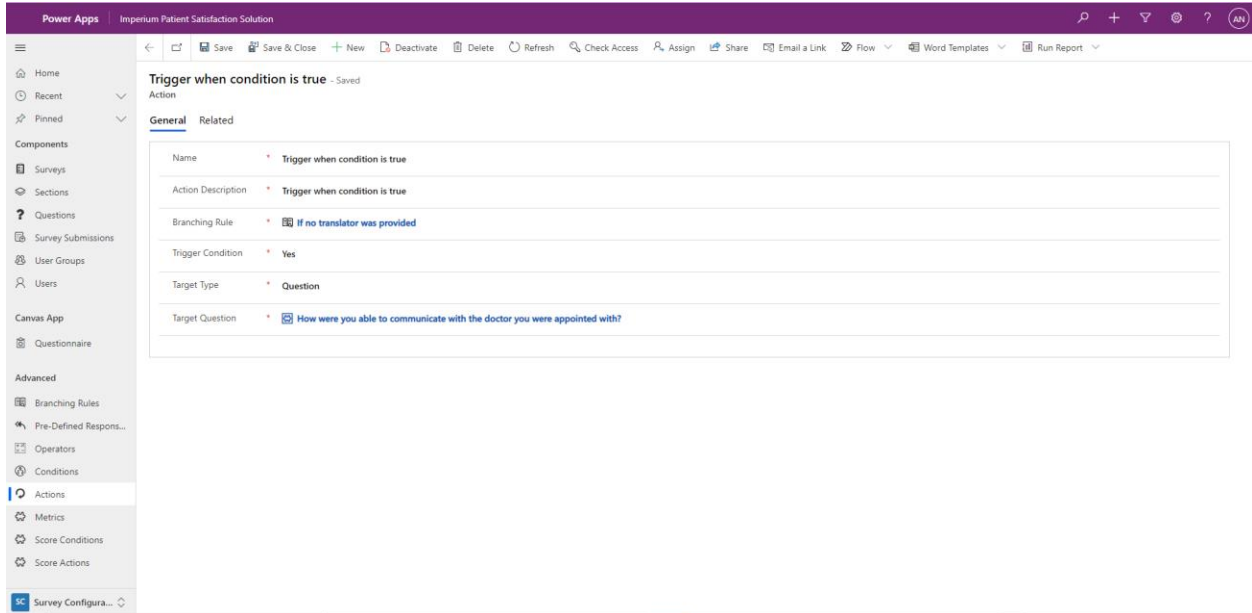 Power Apps Imperium Patient Satisfaction Solution AN
Save Save & Close New Deactivate Delete Refresh Check Access Assign Share Email a Link Flow Word Templates Run Report
Home
Recent
Pinned
Components
Surveys
Sections
? Questions
Survey Submissions
User Groups
Users
Canvas App
Questionnaire
Advanced
Branching Rules
Pre-Defined Respons...
Operators
Conditions
Actions
Metrics
Score Conditions
Score Actions
SC Survey Configura...
Trigger when condition is true - Saved
Action
General Related
Name * Trigger when condition is true
Action Description * Trigger when condition is true
Branching Rule * If no translator was provided
Trigger Condition * Yes
Target Type * Question
Target Question * How were you able to communicate with the doctor you were appointed with?